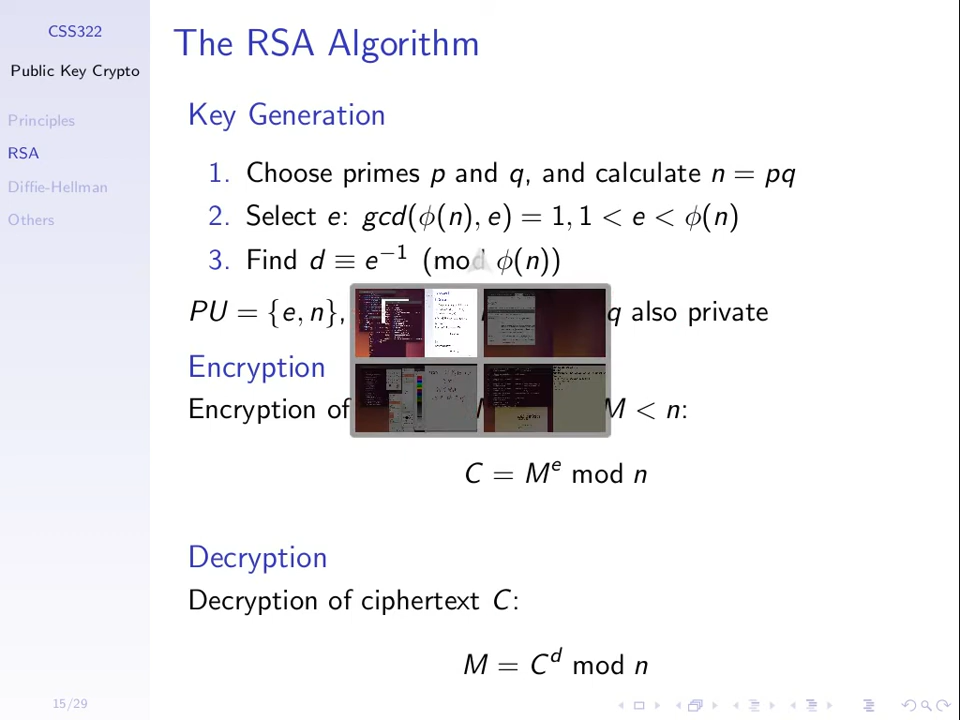 CSS322
Public Key Crypto
Principles
RSA
Diffie-Hellman
Others
The RSA Algorithm
Key Generation
1. Choose primes p and q, and calculate n = pq
2. Select e: gcd(ϕ(n), e) = 1, 1 < e < ϕ(n)
3. Find d ≡ e⁻¹ (mod ϕ(n))
PU = {e, n}, q also private
Encryption
Encryption of M < n:
C = Mᵉ mod n
Decryption
Decryption of ciphertext C:
M = Cᵈ mod n
15/29